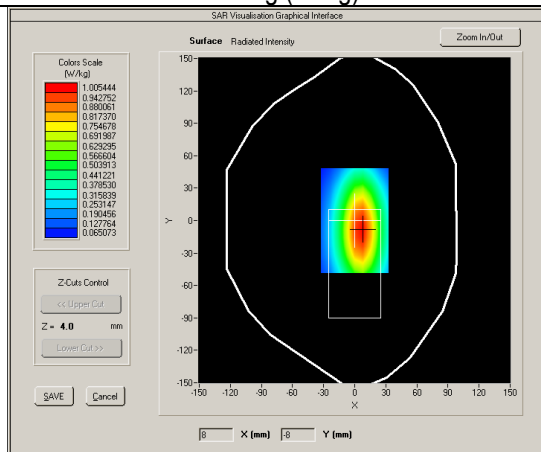 SAR Visualisation Graphical Interface
Surface Radiated Intensity
Zoom In/Out
Colors Scale
(W/kg)
1.005444
0.942752
0.880061
0.817370
0.754678
0.691987
0.629295
0.566604
0.503913
0.441221
0.378530
0.315839
0.253147
0.190456
0.127764
0.065073
Z-Cuts Control
<< Upper Cut
Z = 4.0 mm
Lower Cut >>
SAVE Cancel
150-
120-
90-
60-
30-
0-
-30-
-60-
-90-
-120-
-150-
Y
-150 -120 -90 -60 -30 0 30 60 90 120 150
X
8 X (mm) -8 Y (mm)